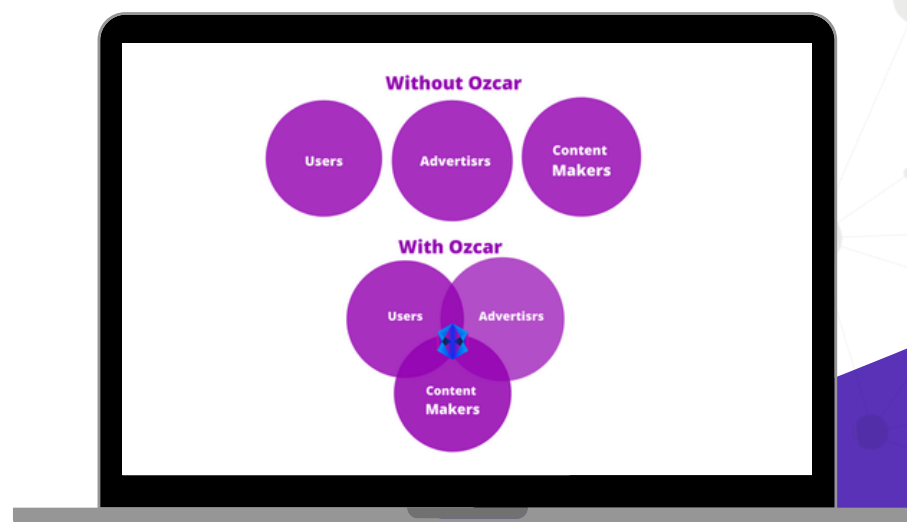 Without Ozcar
Users
Advertisrs
Content
Makers
With Ozcar
Users
Advertisrs
Content
Makers